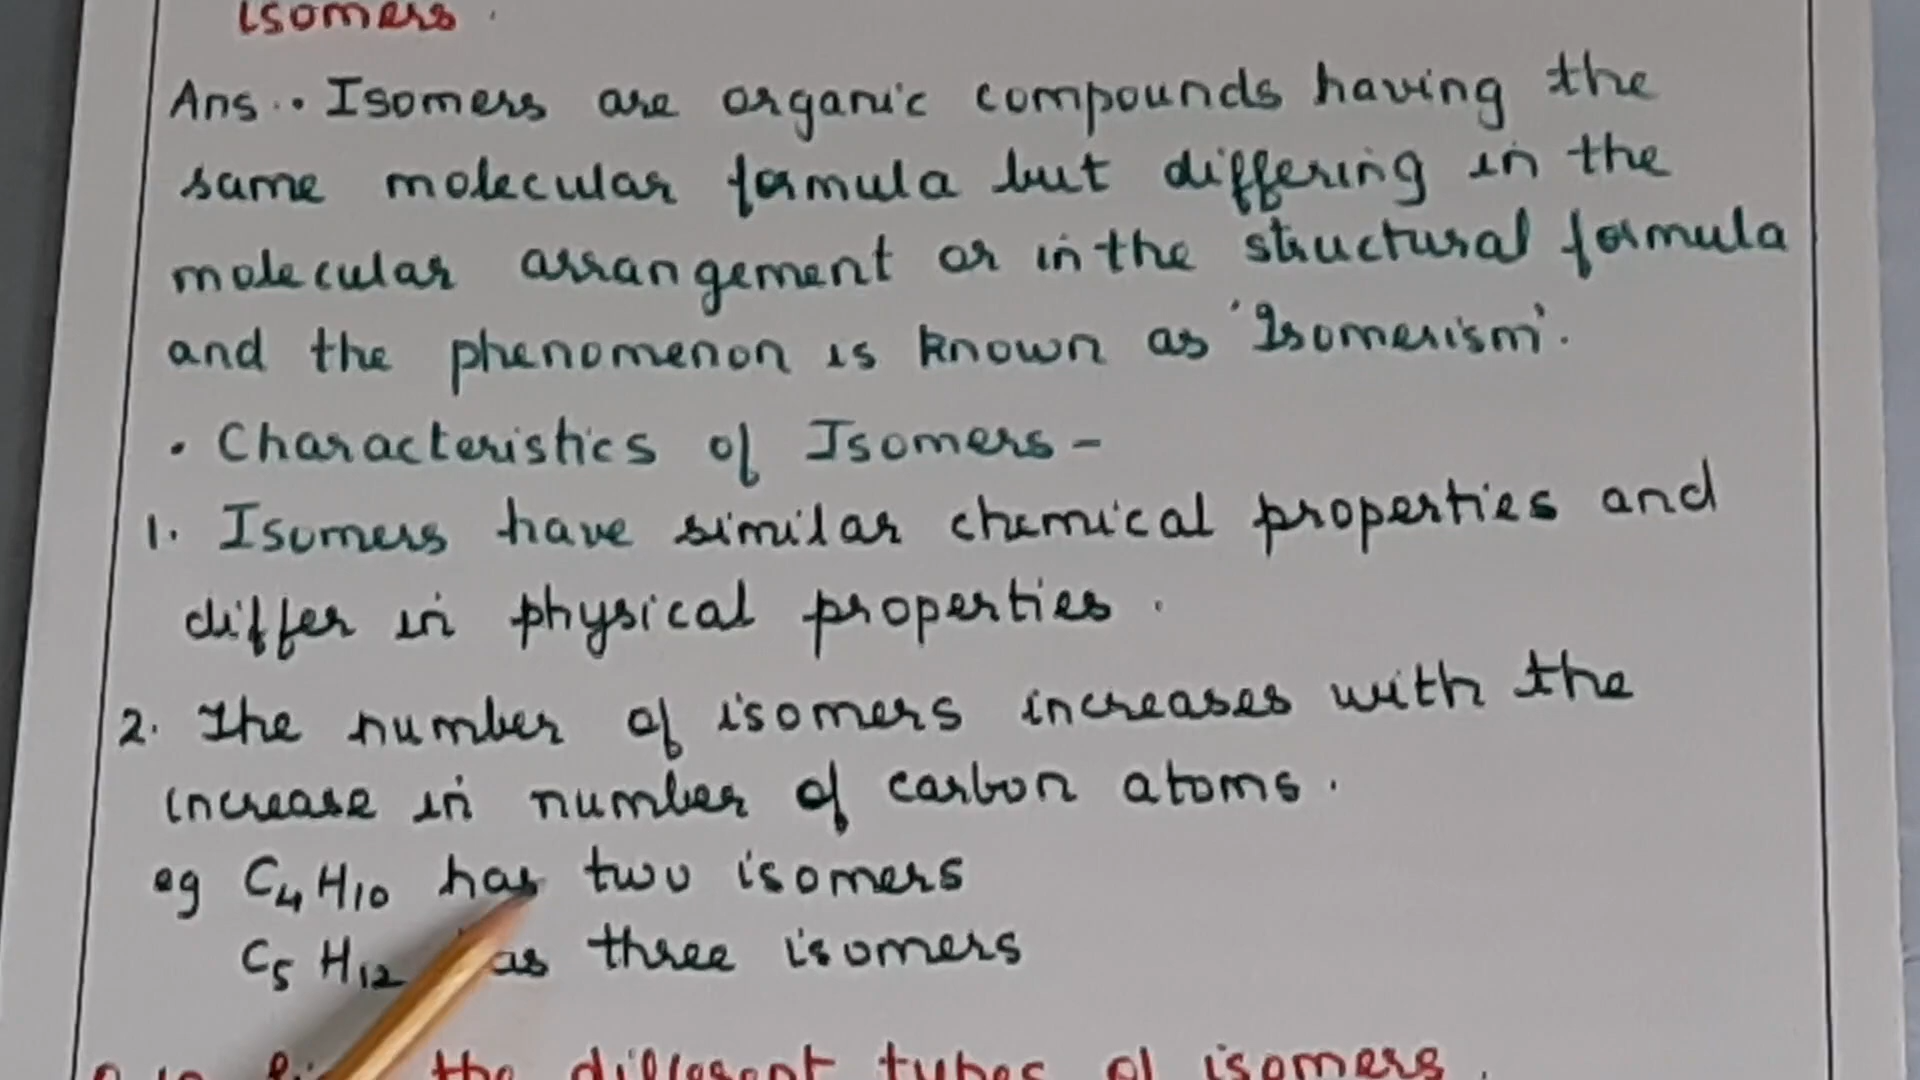 Isomers.
Ans.. Isomers are organic compounds having the
same molecular formula but differing in the
molecular arrangement or in the structural formula
and the phenomenon is known as 'Isomerism'.
• Characteristics of Isomers –
1. Isomers have similar chemical properties and
differ in physical properties.
2. The number of isomers increases with the
increase in number of carbon atoms.
eg C₄H₁₀ has two isomers
C₅H₁₂ has three isomers
the different types of isomers.